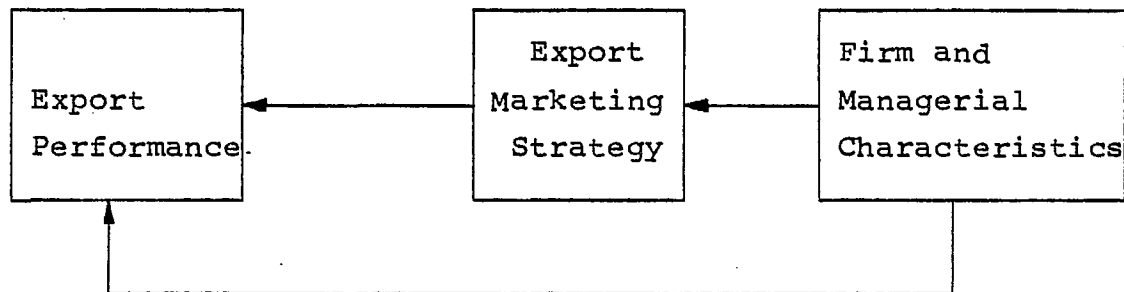 Export
Performance
Export
Marketing
Strategy
Firm and
Managerial
Characteristics